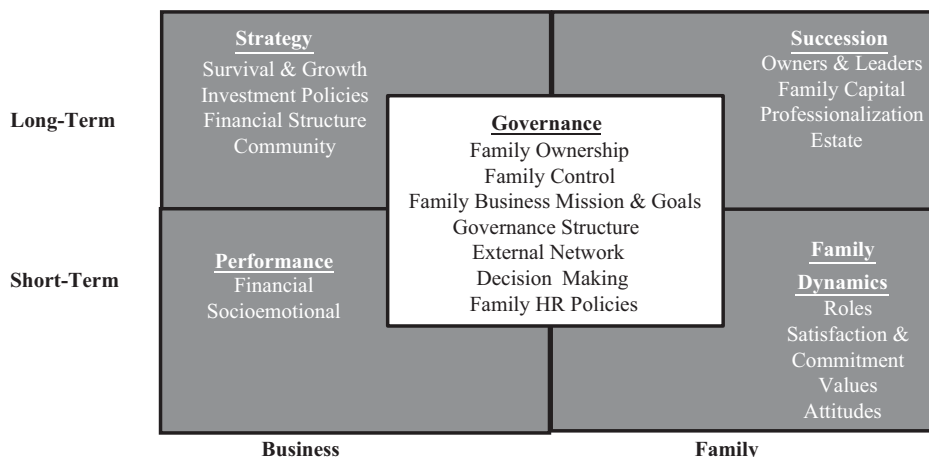 Strategy
Survival & Growth
Investment Policies
Financial Structure
Community
Succession
Owners & Leaders
Family Capital
Professionalization
Estate
Long-Term
Governance
Family Ownership
Family Control
Family Business Mission & Goals
Governance Structure
External Network
Decision Making
Family HR Policies
Short-Term
Performance
Financial
Socioemotional
Family
Dynamics
Roles
Satisfaction &
Commitment
Values
Attitudes
Business
Family